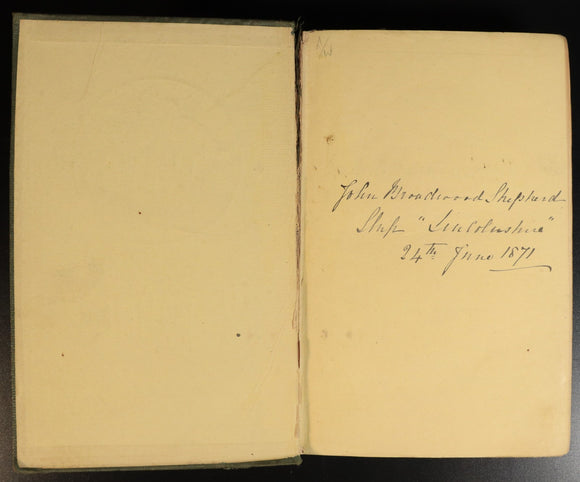 John Broadwood Shepherd
Ship "Lincolnshire"
24th June 1871